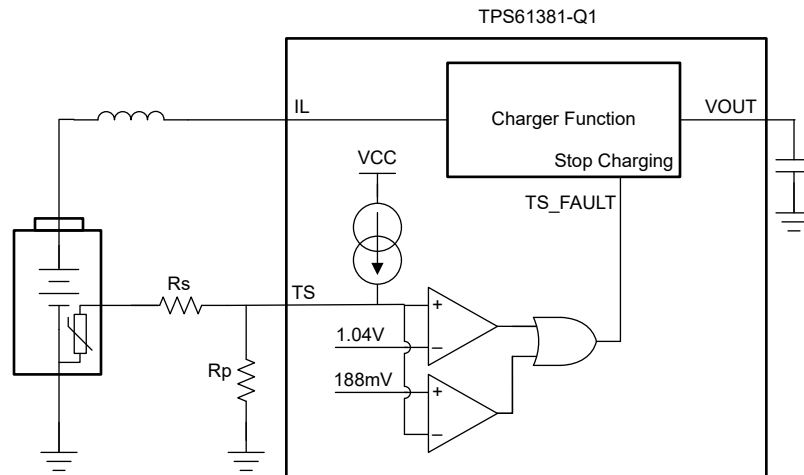 TPS61381-Q1
IL
Charger Function
VOUT
Stop Charging
VCC
TS_FAULT
Rs
TS
+
1.04V
−
Rp
188mV
+
−